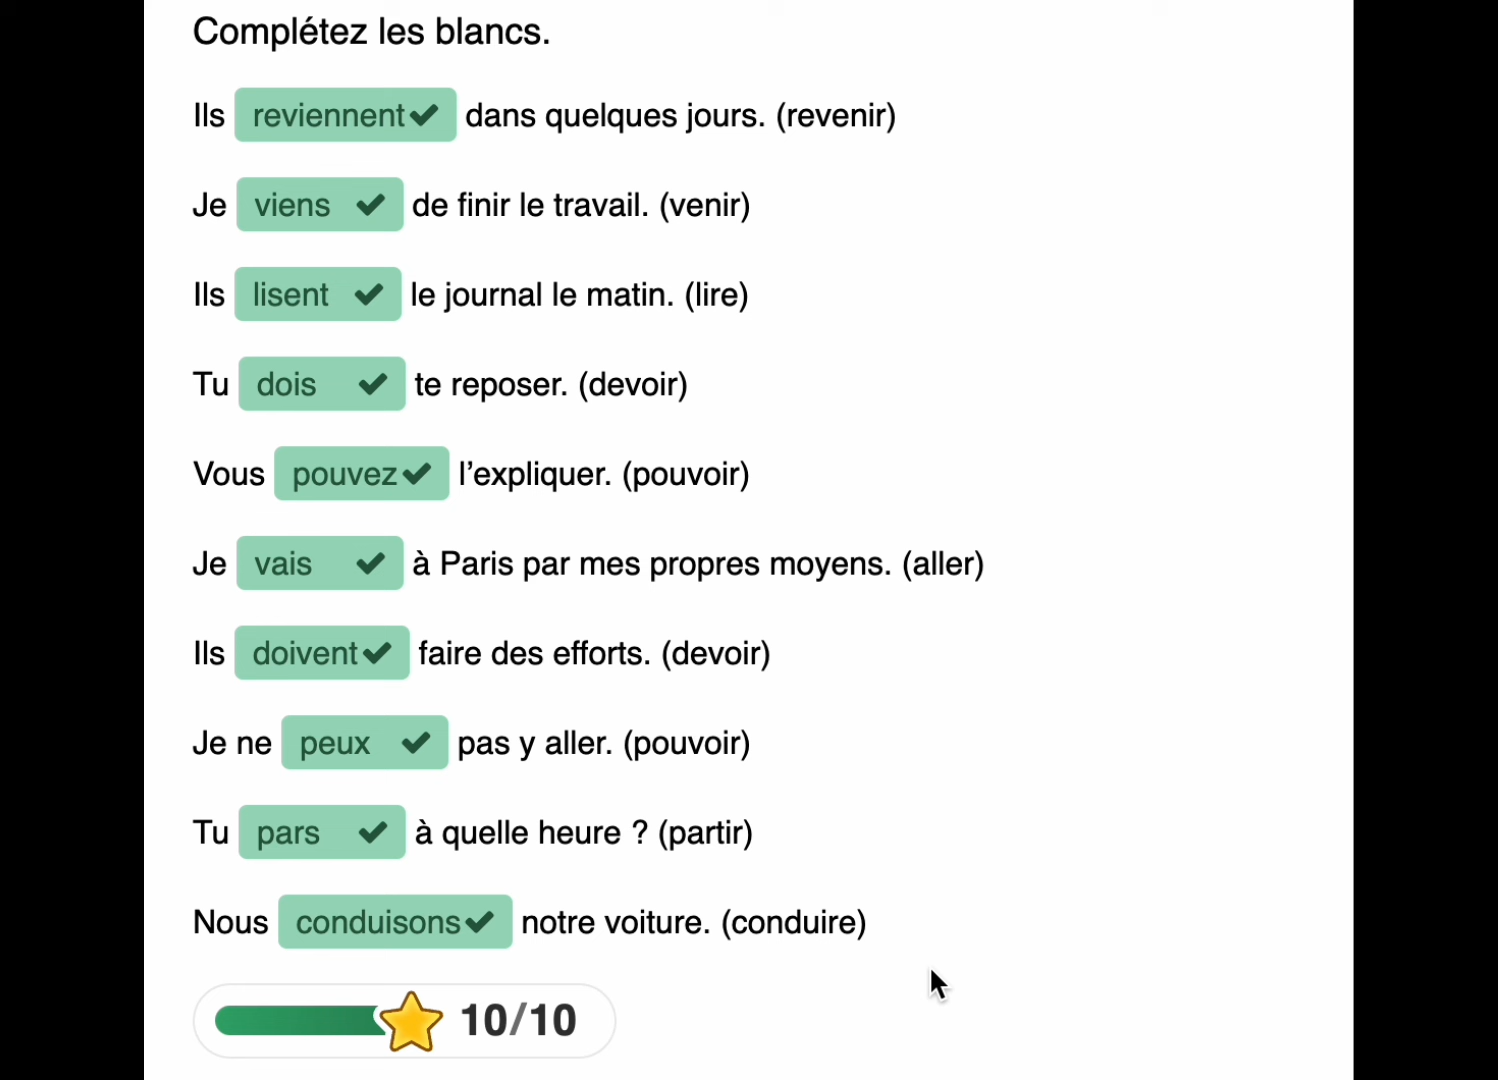 Complétez les blancs.
Ils reviennent dans quelques jours. (revenir)
Je viens de finir le travail. (venir)
Ils lisent le journal le matin. (lire)
Tu dois te reposer. (devoir)
Vous pouvez l’expliquer. (pouvoir)
Je vais à Paris par mes propres moyens. (aller)
Ils doivent faire des efforts. (devoir)
Je ne peux pas y aller. (pouvoir)
Tu pars à quelle heure ? (partir)
Nous conduisons notre voiture. (conduire)
10/10